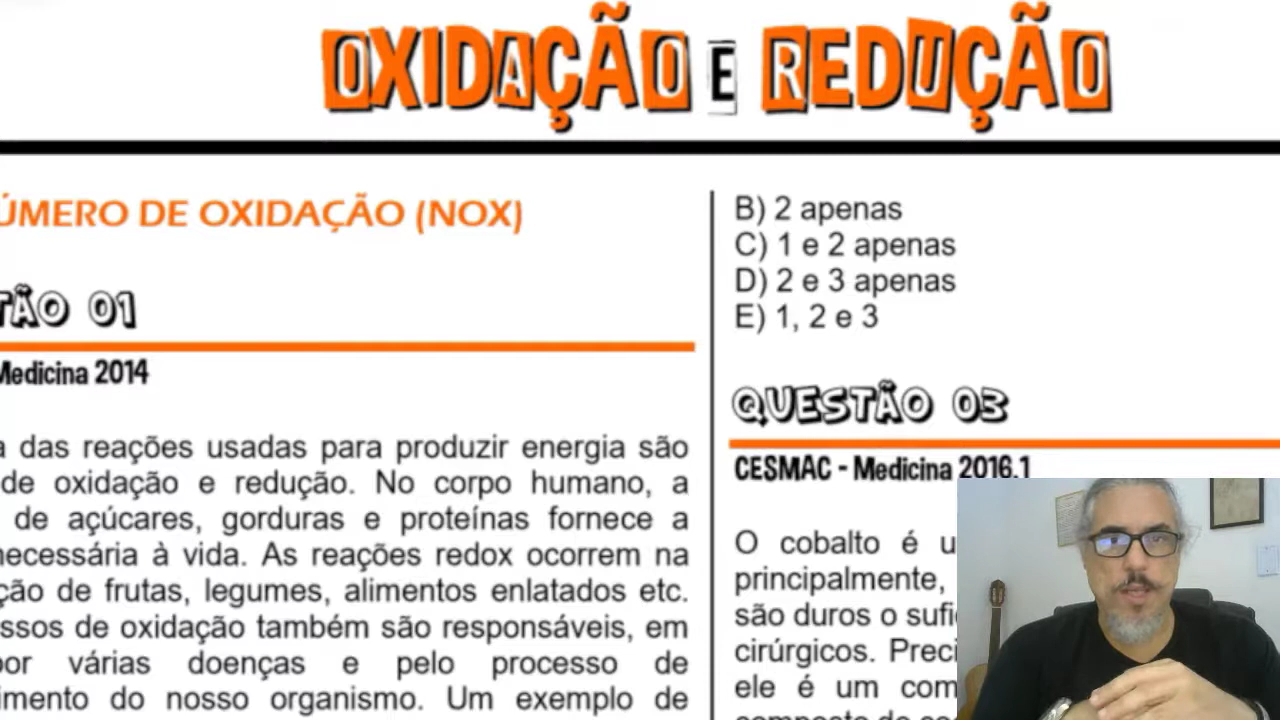 OXIDAÇÃO E REDUÇÃO
ÚMERO DE OXIDAÇÃO (NOX)
TÃO 01
Medicina 2014
a das reações usadas para produzir energia são
de oxidação e redução. No corpo humano, a
de açúcares, gorduras e proteínas fornece a
necessária à vida. As reações redox ocorrem na
ção de frutas, legumes, alimentos enlatados etc.
ssos de oxidação também são responsáveis, em
por várias doenças e pelo processo de
imento do nosso organismo. Um exemplo de
B) 2 apenas
C) 1 e 2 apenas
D) 2 e 3 apenas
E) 1, 2 e 3
QUESTÃO 03
CESMAC - Medicina 2016.1
O cobalto é u
principalmente,
são duros o sufi
cirúrgicos. Preci
ele é um com